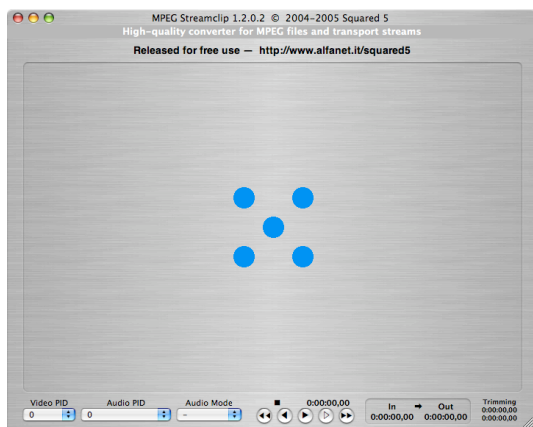 MPEG Streamclip 1.2.0.2 © 2004-2005 Squared 5
High-quality converter for MPEG files and transport streams
Released for free use — http://www.alfanet.it/squared5
Video PID Audio PID Audio Mode 0:00:00,00
0 0 -
In Out
0:00:00,00 0:00:00,00
Trimming
0:00:00,00
0:00:00,00